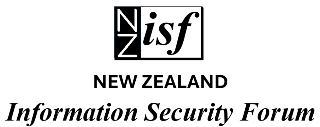 NZ isf
NEW ZEALAND
Information Security Forum